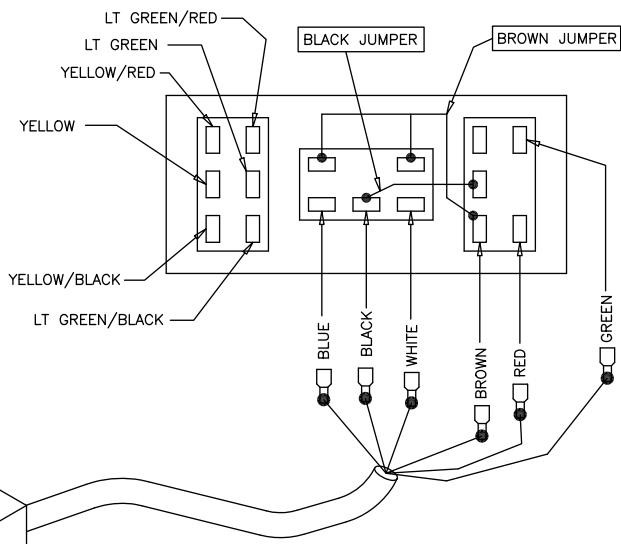 LT GREEN/RED
LT GREEN
YELLOW/RED
YELLOW
YELLOW/BLACK
LT GREEN/BLACK
BLACK JUMPER
BROWN JUMPER
BLUE
BLACK
WHITE
BROWN
RED
GREEN